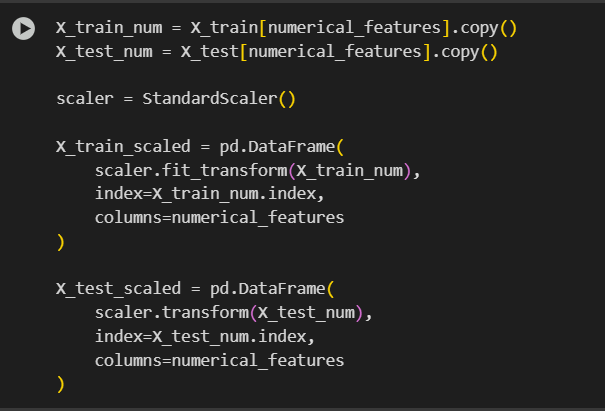 X_train_num = X_train[numerical_features].copy()
X_test_num = X_test[numerical_features].copy()

scaler = StandardScaler()

X_train_scaled = pd.DataFrame(
    scaler.fit_transform(X_train_num),
    index=X_train_num.index,
    columns=numerical_features
)

X_test_scaled = pd.DataFrame(
    scaler.transform(X_test_num),
    index=X_test_num.index,
    columns=numerical_features
)